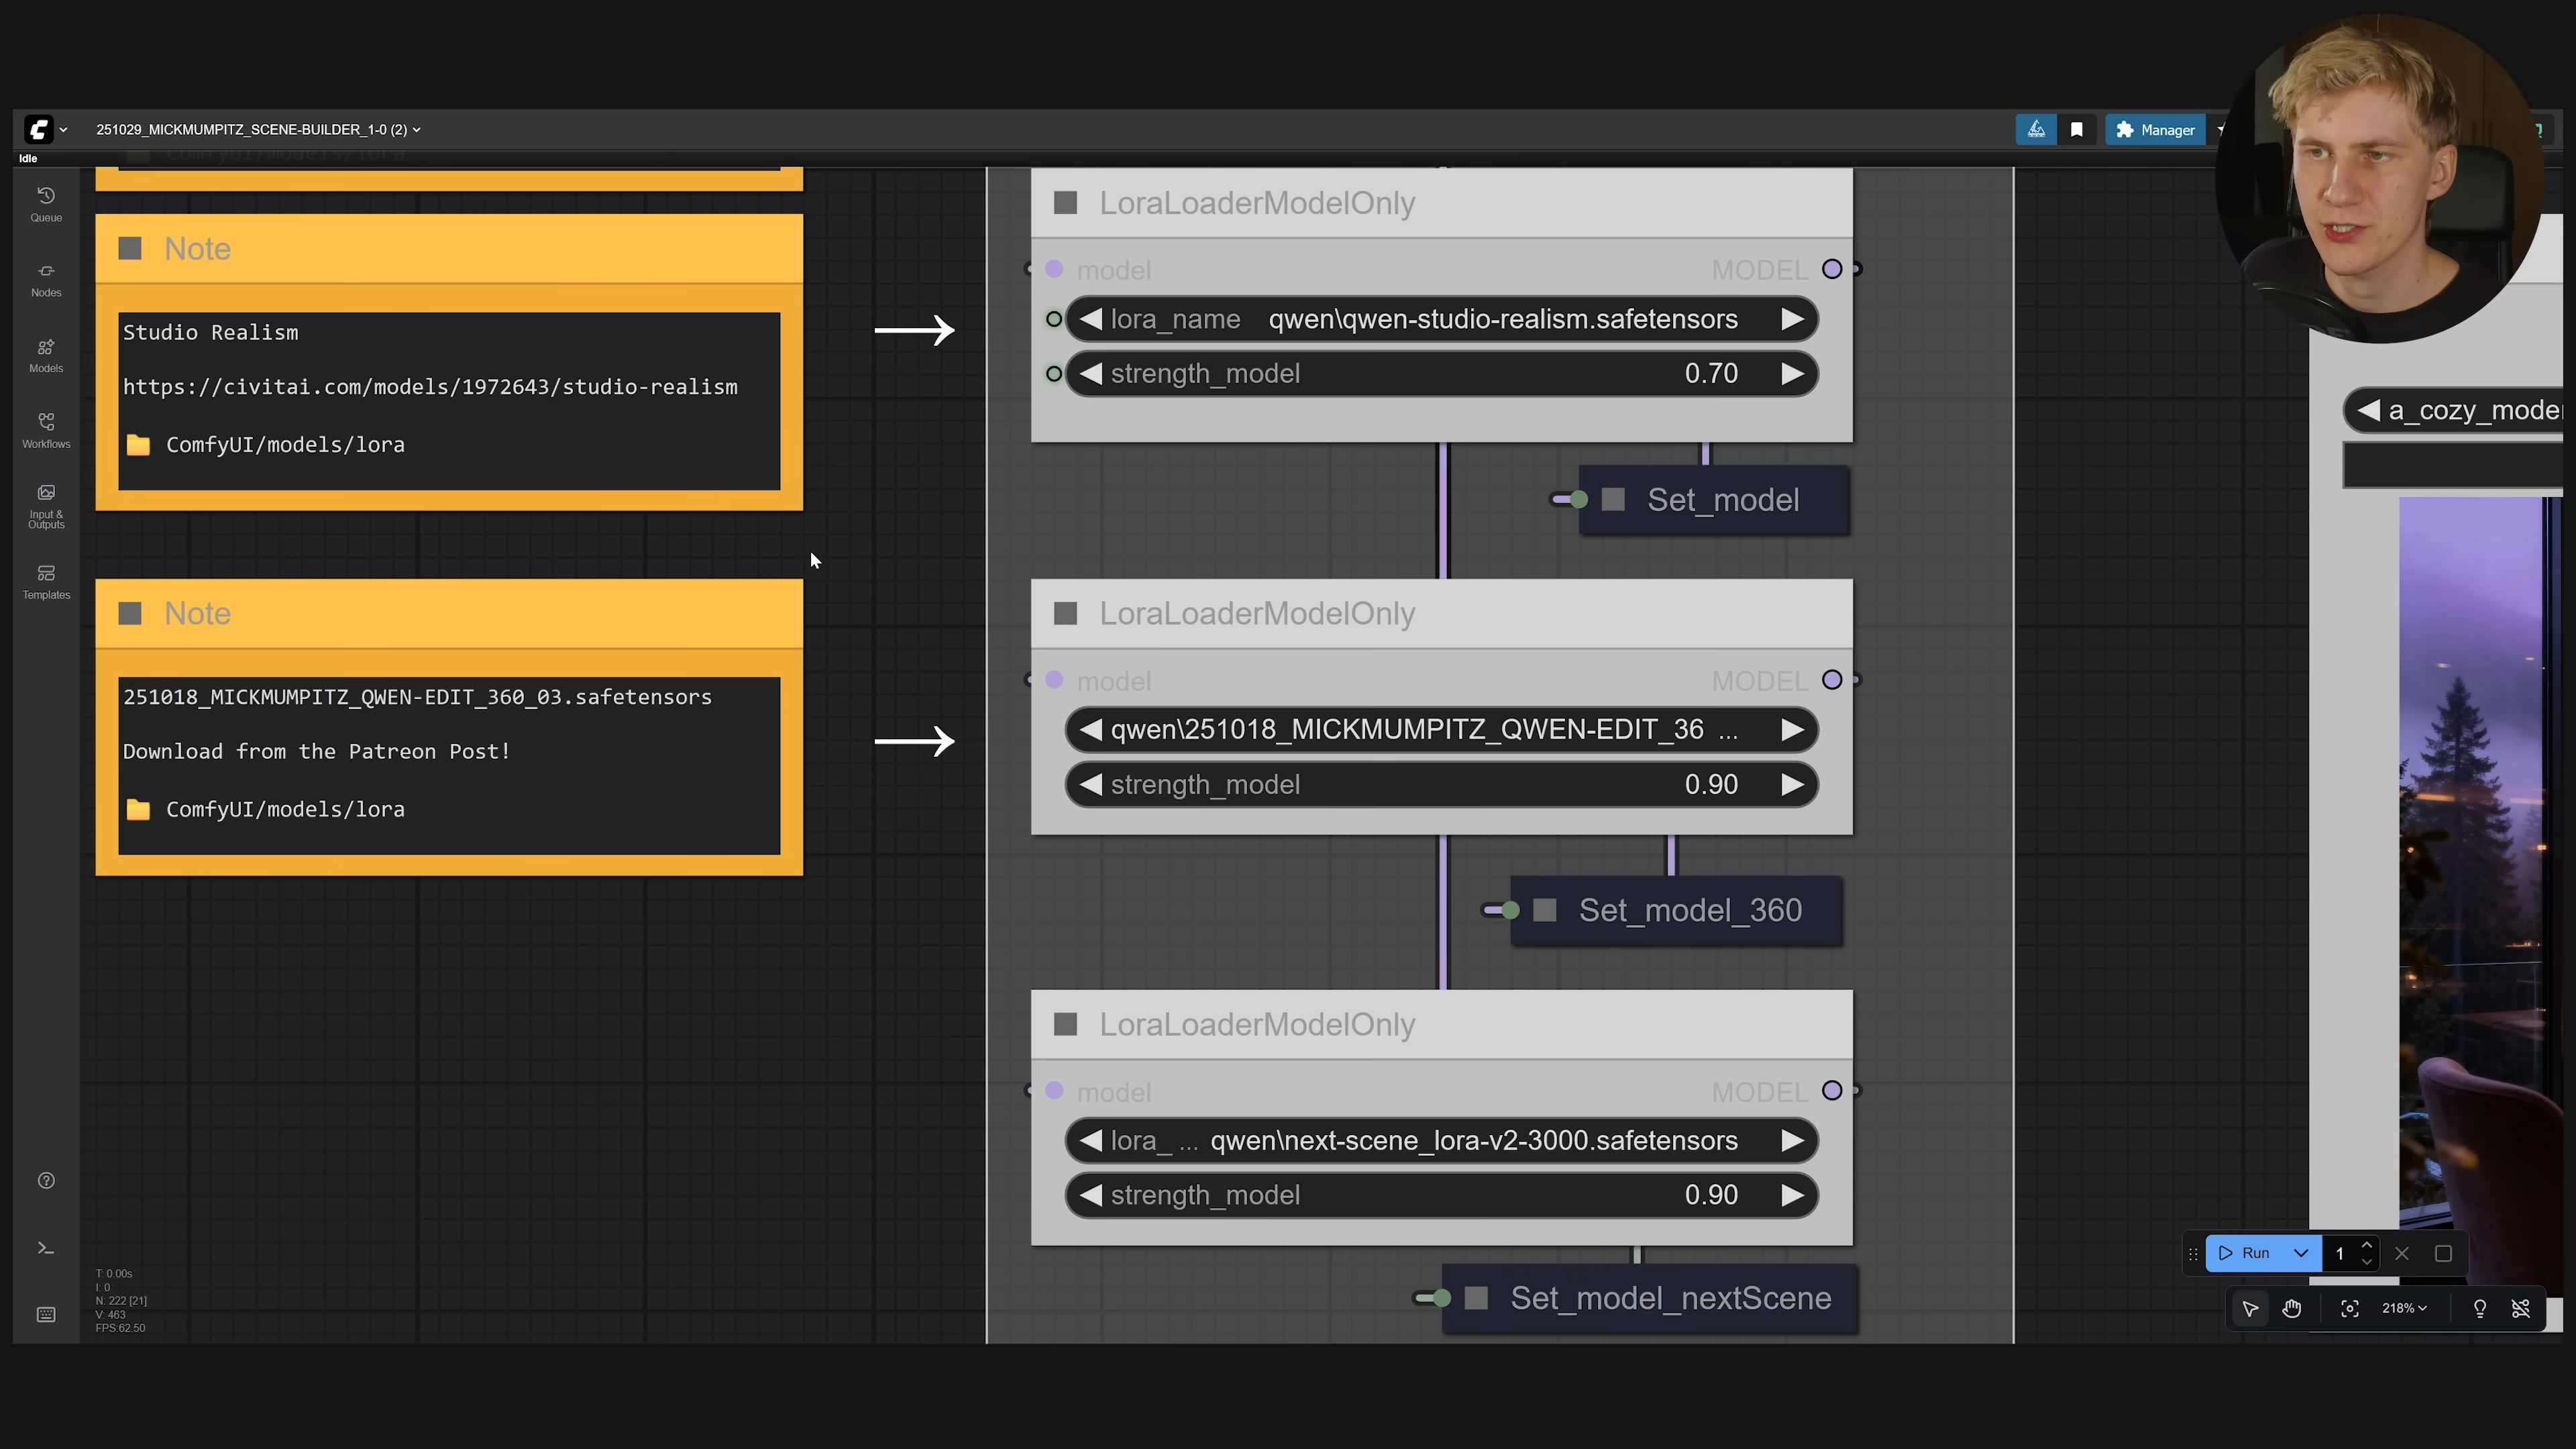 251029_MICKMUMPITZ_SCENE-BUILDER_1-0 (2)
Manager
Idle
ComfyUI/models/lora
Queue
Nodes
Models
Workflows
Input &
Outputs
Templates
Note
Studio Realism
https://civitai.com/models/1972643/studio-realism
ComfyUI/models/lora
Note
251018_MICKMUMPITZ_QWEN-EDIT_360_03.safetensors
Download from the Patreon Post!
ComfyUI/models/lora
LoraLoaderModelOnly
model MODEL
lora_name qwen\qwen-studio-realism.safetensors
strength_model 0.70
Set_model
LoraLoaderModelOnly
model MODEL
qwen\251018_MICKMUMPITZ_QWEN-EDIT_36 ...
strength_model 0.90
Set_model_360
LoraLoaderModelOnly
model MODEL
lora_ ... qwen\next-scene_lora-v2-3000.safetensors
strength_model 0.90
Set_model_nextScene
a_cozy_mode
T: 0.00s
I: 0
N: 222 [21]
V: 463
FPS:62.50
Run 1
218%